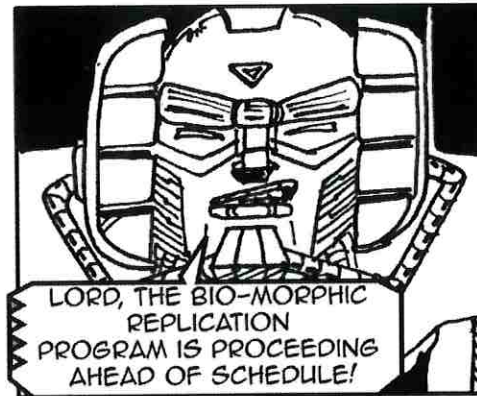 LORD, THE BIO-MORPHIC
REPLICATION
PROGRAM IS PROCEEDING
AHEAD OF SCHEDULE!